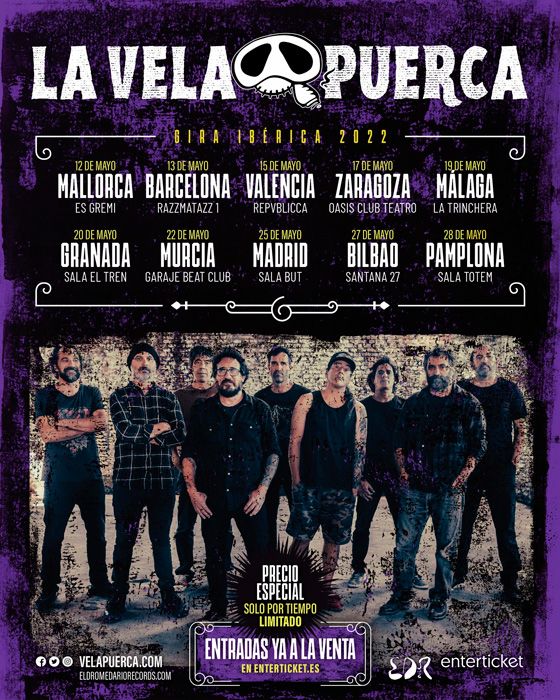 LA VELA PUERCA
GIRA IBÉRICA 2022
12 DE MAYO
MALLORCA
ES GREMI
13 DE MAYO
BARCELONA
RAZZMATAZZ 1
15 DE MAYO
VALENCIA
REPVBLICCA
17 DE MAYO
ZARAGOZA
OASIS CLUB TEATRO
19 DE MAYO
MÁLAGA
LA TRINCHERA
20 DE MAYO
GRANADA
SALA EL TREN
22 DE MAYO
MURCIA
GARAJE BEAT CLUB
25 DE MAYO
MADRID
SALA BUT
27 DE MAYO
BILBAO
SANTANA 27
28 DE MAYO
PAMPLONA
SALA TOTEM
PRECIO
ESPECIAL
SOLO POR TIEMPO
LIMITADO
ENTRADAS YA A LA VENTA
EN ENTERTICKET.ES
VELAPUERCA.COM
ELDROMEDARIORECORDS.COM
EDR enterticket